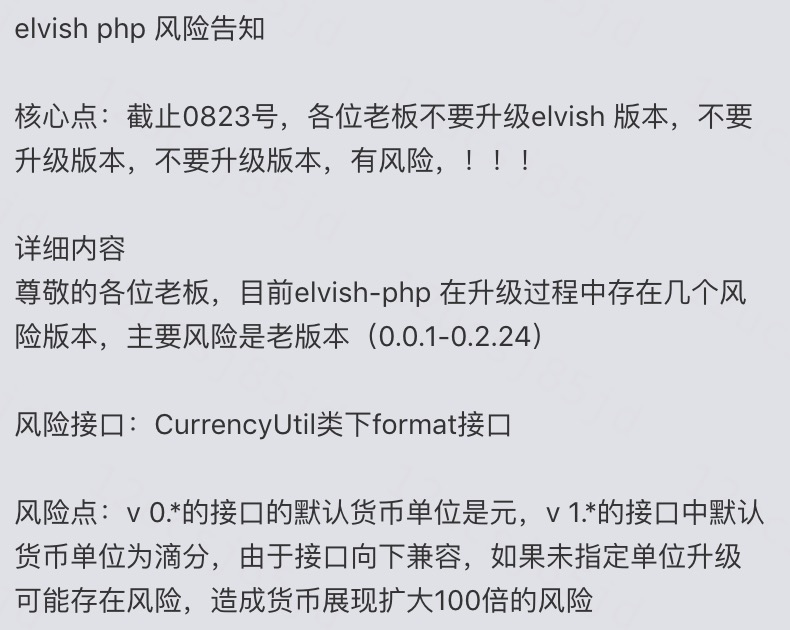 elvish php 风险告知
核心点：截止0823号，各位老板不要升级elvish 版本，不要
升级版本，不要升级版本，有风险，！！！
详细内容
尊敬的各位老板，目前elvish-php 在升级过程中存在几个风
险版本，主要风险是老版本（0.0.1-0.2.24）
风险接口：CurrencyUtil类下format接口
风险点：v 0.*的接口的默认货币单位是元，v 1.*的接口中默认
货币单位为滴分，由于接口向下兼容，如果未指定单位升级
可能存在风险，造成货币展现扩大100倍的风险